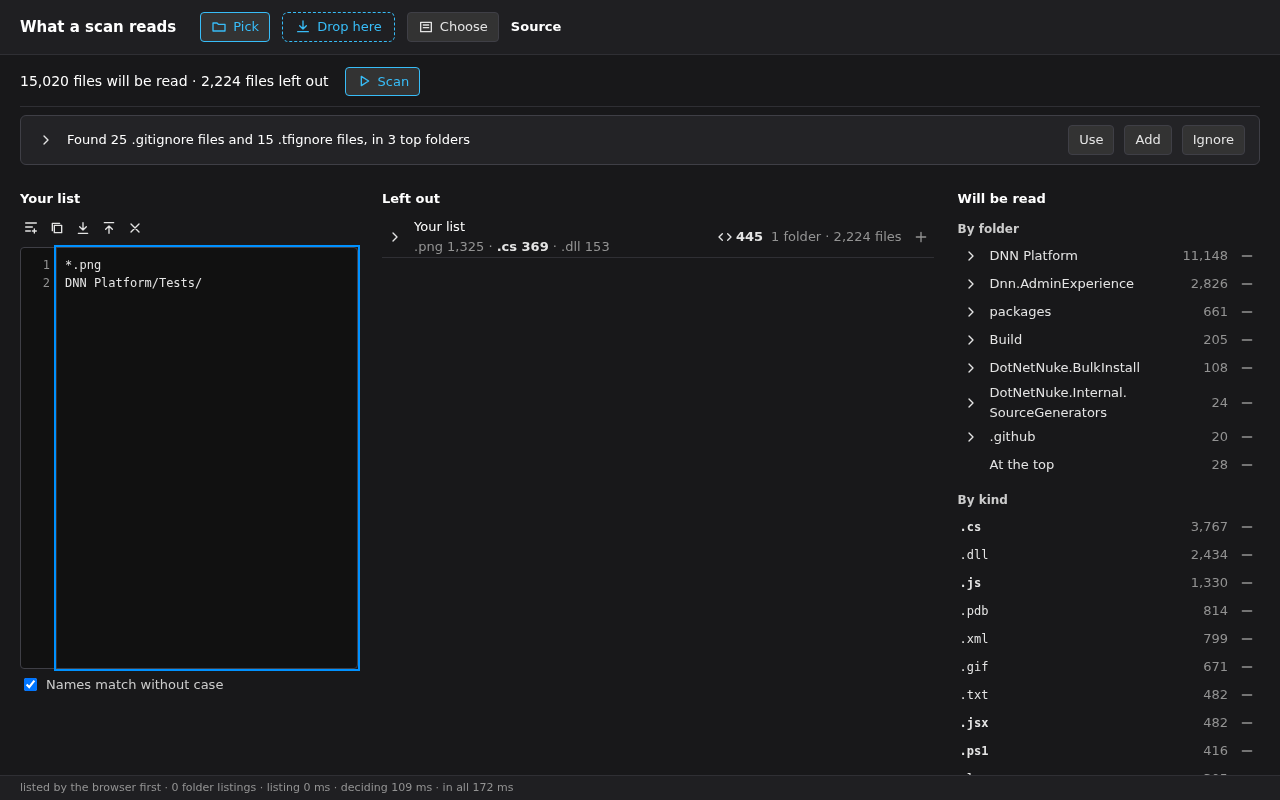 What a scan reads
Pick
Drop here
Choose
Source
15,020 files will be read · 2,224 files left out
Scan
Found 25 .gitignore files and 15 .tfignore files, in 3 top folders
Use
Add
Ignore
Your list
1 *.png
2 DNN Platform/Tests/
Names match without case
Left out
Your list
.png 1,325 · .cs 369 · .dll 153
445 1 folder · 2,224 files
Will be read
By folder
DNN Platform 11,148
Dnn.AdminExperience 2,826
packages 661
Build 205
DotNetNuke.BulkInstall 108
DotNetNuke.Internal.
SourceGenerators 24
.github 20
At the top 28
By kind
.cs 3,767
.dll 2,434
.js 1,330
.pdb 814
.xml 799
.gif 671
.txt 482
.jsx 482
.ps1 416
listed by the browser first · 0 folder listings · listing 0 ms · deciding 109 ms · in all 172 ms